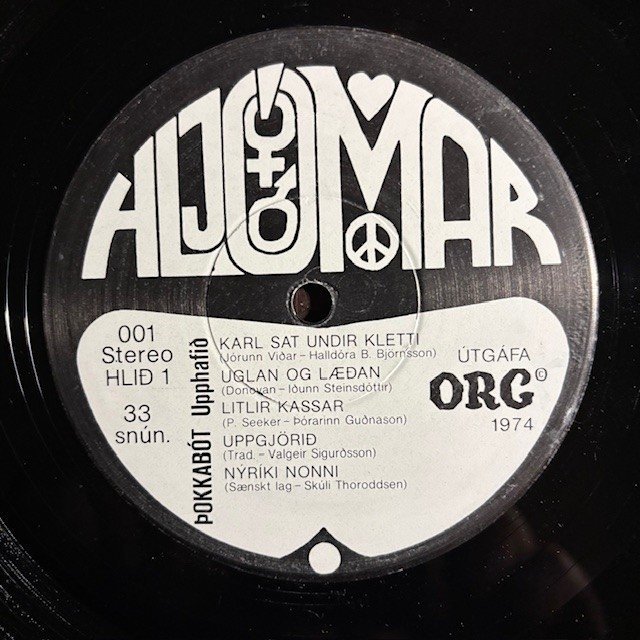 HLJÓMAR
001
Stereo
HLIÐ 1
33
snún.
ÞOKKABÓT Upphafið
KARL SAT UNDIR KLETTI
(Jórunn Viðar – Halldóra B. Björnsson)
UGLAN OG LÆÐAN
(Donovan – Iðunn Steinsdóttir)
LITLIR KASSAR
(P. Seeker – Þórarinn Guðnason)
UPPGJÖRIÐ
(Trad. – Valgeir Sigurðsson)
NÝRÍKI NONNI
(Sænskt lag – Skúli Thoroddsen)
ÚTGÁFA
ORG ©
1974